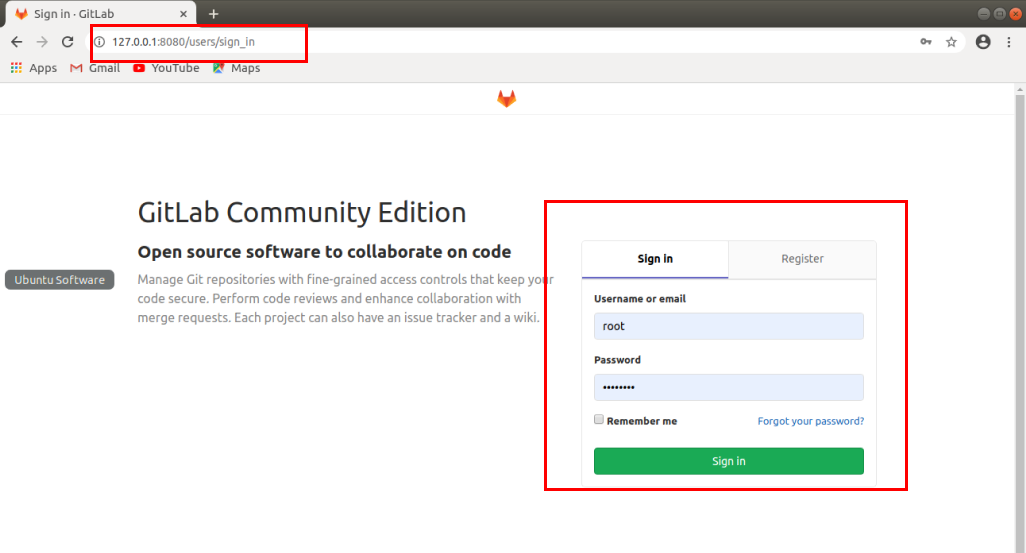 Sign in · GitLab
127.0.0.1:8080/users/sign_in
Apps Gmail YouTube Maps
GitLab Community Edition
Open source software to collaborate on code
Manage Git repositories with fine-grained access controls that keep your
code secure. Perform code reviews and enhance collaboration with
merge requests. Each project can also have an issue tracker and a wiki.
Ubuntu Software
Sign in Register
Username or email
root
Password
••••••••
Remember me Forgot your password?
Sign in